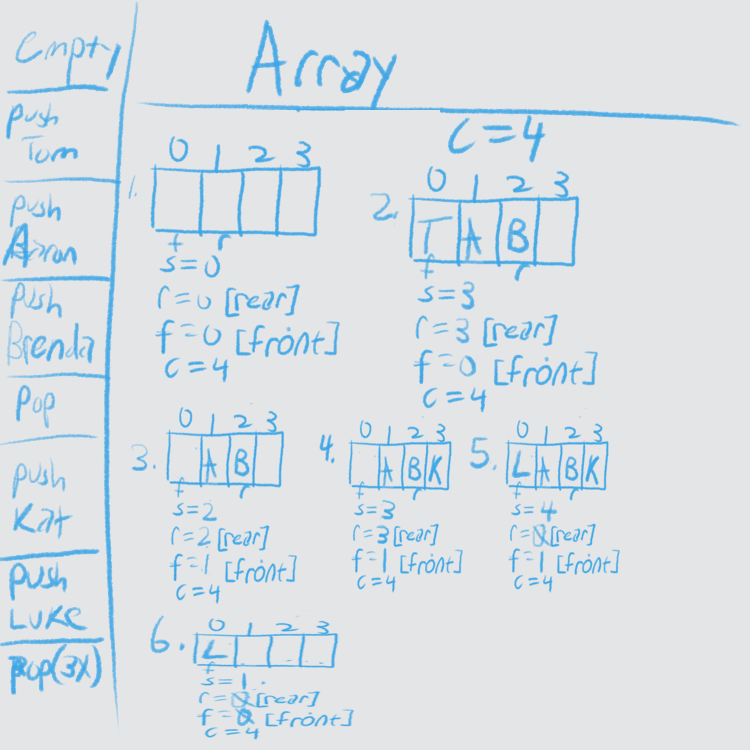 Empty
push
Tom
push
Aaron
push
Brenda
Pop
push
Kat
push
Luke
pop(3x)
Array
c=4
1.
0 1 2 3
f r
s=0
r=0 [rear]
f=0 [front]
c=4
2.
0 1 2 3
T A B
f r
s=3
r=3 [rear]
f=0 [front]
c=4
3.
0 1 2 3
A B
f r
s=2
r=2 [rear]
f=1 [front]
c=4
4.
0 1 2 3
A B K
f r
s=3
r=3 [rear]
f=1 [front]
c=4
5.
0 1 2 3
L A B K
f r
s=4
r=0 [rear]
f=1 [front]
c=4
6.
0 1 2 3
L
f
s=1
r= [rear]
f=0 [front]
c=4